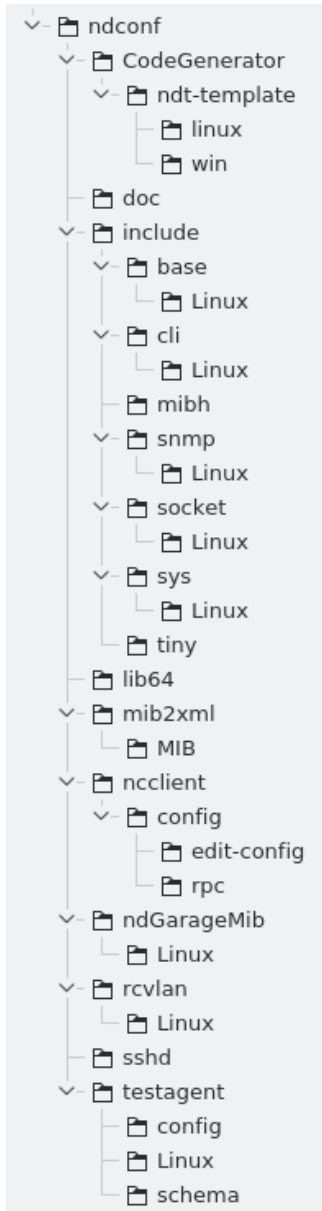 ndconf
CodeGenerator
ndt-template
linux
win
doc
include
base
Linux
cli
Linux
mibh
snmp
Linux
socket
Linux
sys
Linux
tiny
lib64
mib2xml
MIB
ncclient
config
edit-config
rpc
ndGarageMib
Linux
rcvlan
Linux
sshd
testagent
config
Linux
schema